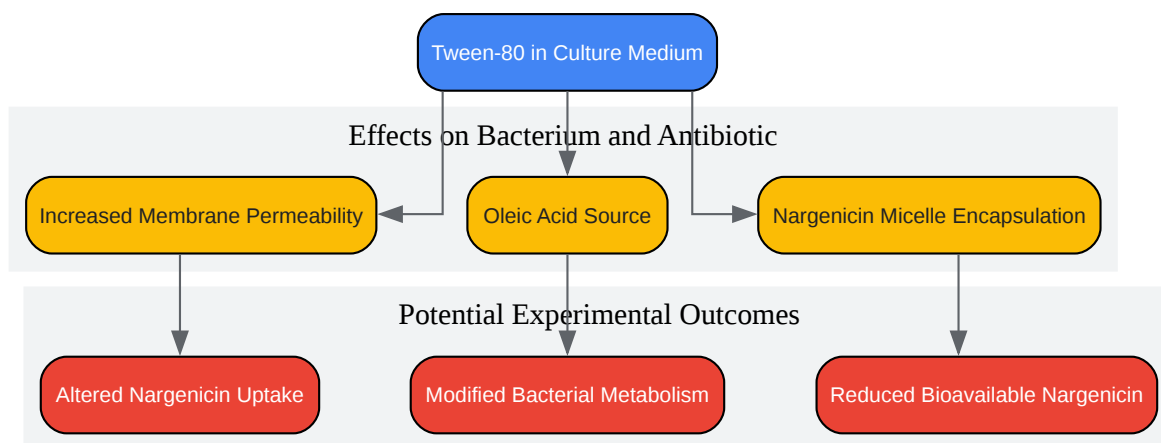 Tween-80 in Culture Medium
Effects on Bacterium and Antibiotic
Increased Membrane Permeability
Oleic Acid Source
Nargenicin Micelle Encapsulation
Potential Experimental Outcomes
Altered Nargenicin Uptake
Modified Bacterial Metabolism
Reduced Bioavailable Nargenicin